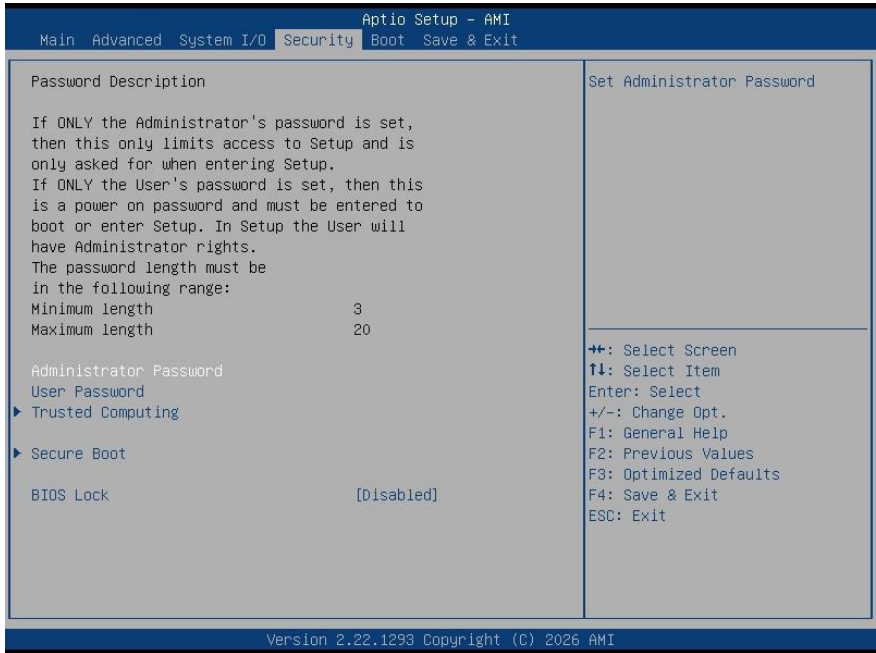 Aptio Setup – AMI
Main Advanced System I/O Security Boot Save & Exit
Password Description
If ONLY the Administrator's password is set,
then this only limits access to Setup and is
only asked for when entering Setup.
If ONLY the User's password is set, then this
is a power on password and must be entered to
boot or enter Setup. In Setup the User will
have Administrator rights.
The password length must be
in the following range:
Minimum length 3
Maximum length 20
Administrator Password
User Password
Trusted Computing
Secure Boot
BIOS Lock [Disabled]
Set Administrator Password
→←: Select Screen
↑↓: Select Item
Enter: Select
+/-: Change Opt.
F1: General Help
F2: Previous Values
F3: Optimized Defaults
F4: Save & Exit
ESC: Exit
Version 2.22.1293 Copyright (C) 2026 AMI